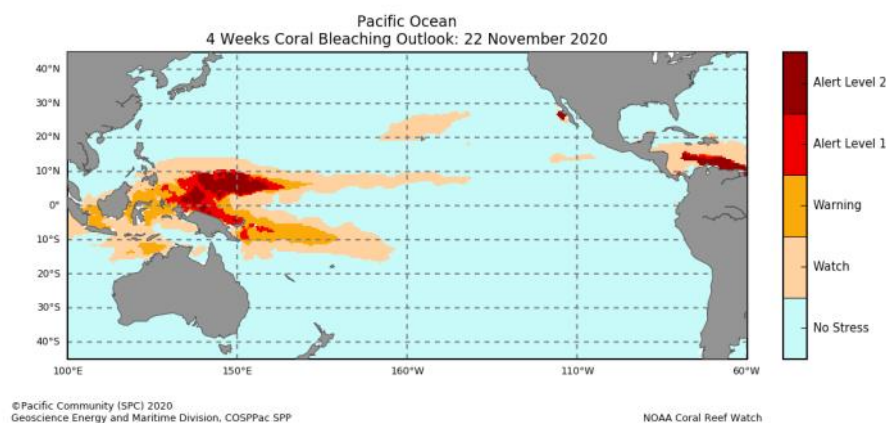 Pacific Ocean
4 Weeks Coral Bleaching Outlook: 22 November 2020
40°N
30°N
20°N
10°N
0°
10°S
20°S
30°S
40°S
100°E
150°E
160°W
110°W
60°W
Alert Level 2
Alert Level 1
Warning
Watch
No Stress
©Pacific Community (SPC) 2020
Geoscience Energy and Maritime Division, COSPPac SPP
NOAA Coral Reef Watch